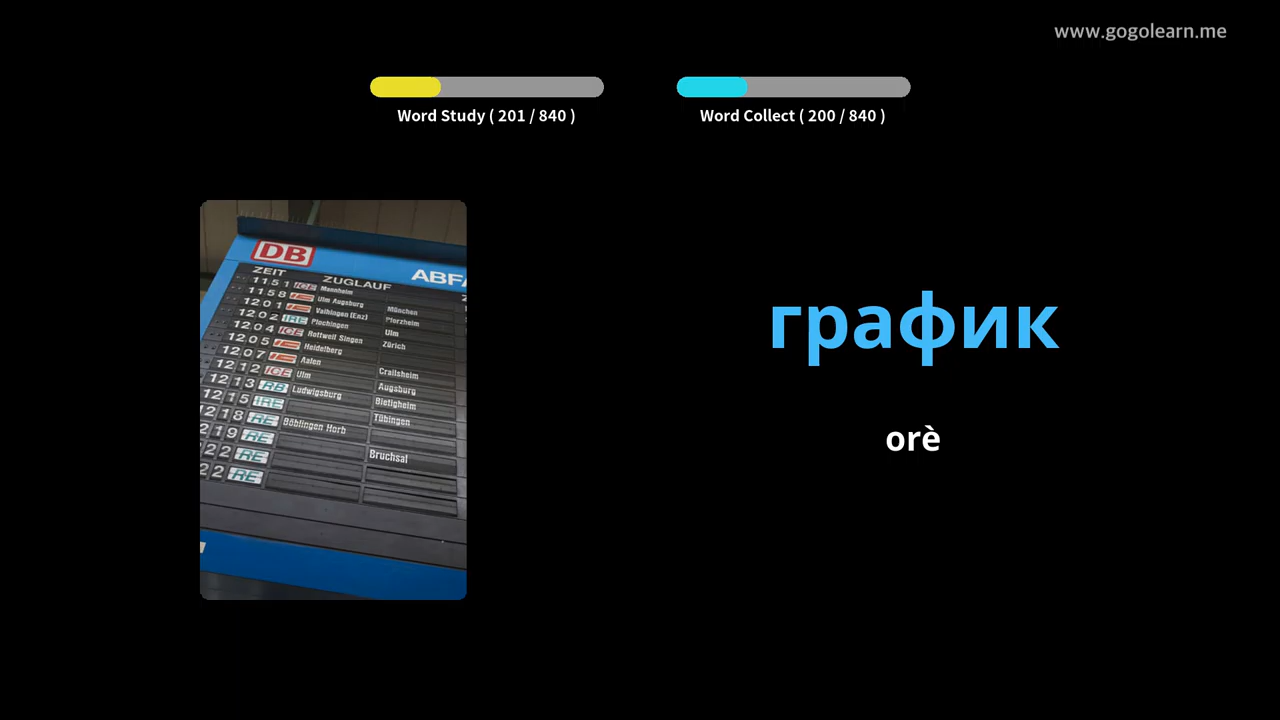 www.gogolearn.me
Word Study ( 201 / 840 )
Word Collect ( 200 / 840 )
DB
ABFA
ZEIT ZUGLAUF
1151 ICE Mannheim
1158 Ulm Augsburg München
1201 Vaihingen (Enz) Pforzheim
1202 IRE Plochingen Ulm
1204 ICE Rottweil Singen Zürich
1205 Heidelberg
1207 Aalen Crailsheim
1212 ICE Ulm Augsburg
1213 RB Ludwigsburg Bietigheim
1215 IRE Tübingen
1218 RE Böblingen Horb
219 RE Bruchsal
22 RE
22 RE
график
orè